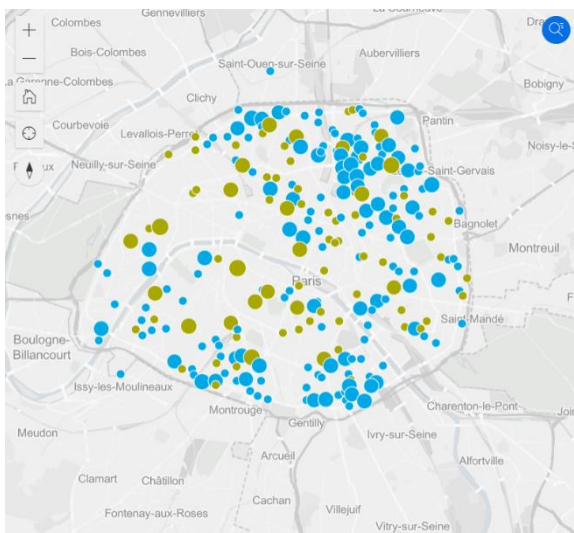 La Courneuve
Gennevilliers
Colombes
Bois-Colombes
Saint-Ouen-sur-Seine
Aubervilliers
La Garenne-Colombes
Bobigny
Clichy
Courbevoie
Levallois-Perre
Pantin
Noisy-le-S
Neuilly-sur-Seine
Saint-Gervais
Bagnolet
Montreuil
Paris
Saint-Mandé
Boulogne-
Billancourt
Issy-les-Moulineaux
Montrouge
Charenton-le-Pont
Join
Gentilly
Meudon
Ivry-sur-Seine
Arcueil
Alfortville
Clamart
Châtillon
Cachan
Villejuif
Fontenay-aux-Roses
Vitry-sur-Seine